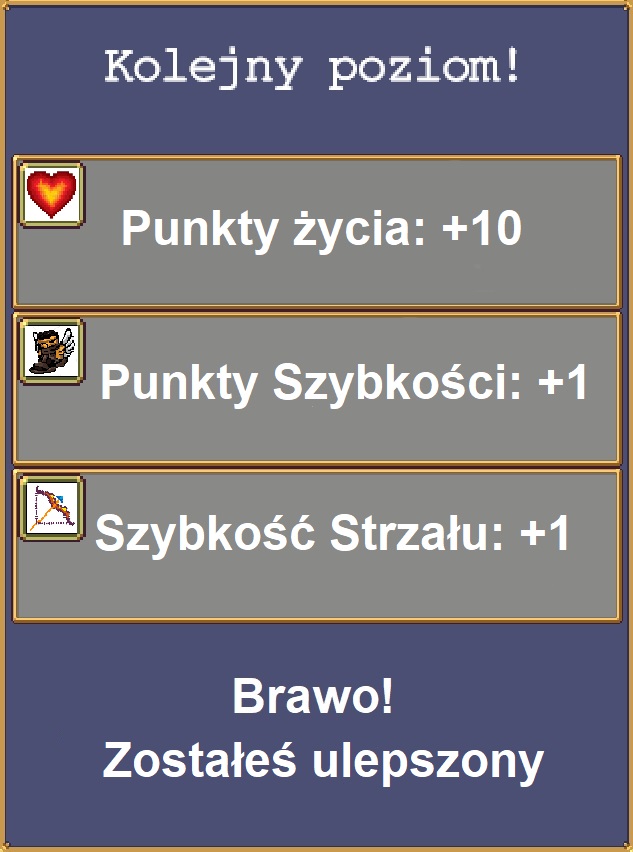 Kolejny poziom!
Punkty życia: +10
Punkty Szybkości: +1
Szybkość Strzału: +1
Brawo!
Zostałeś ulepszony